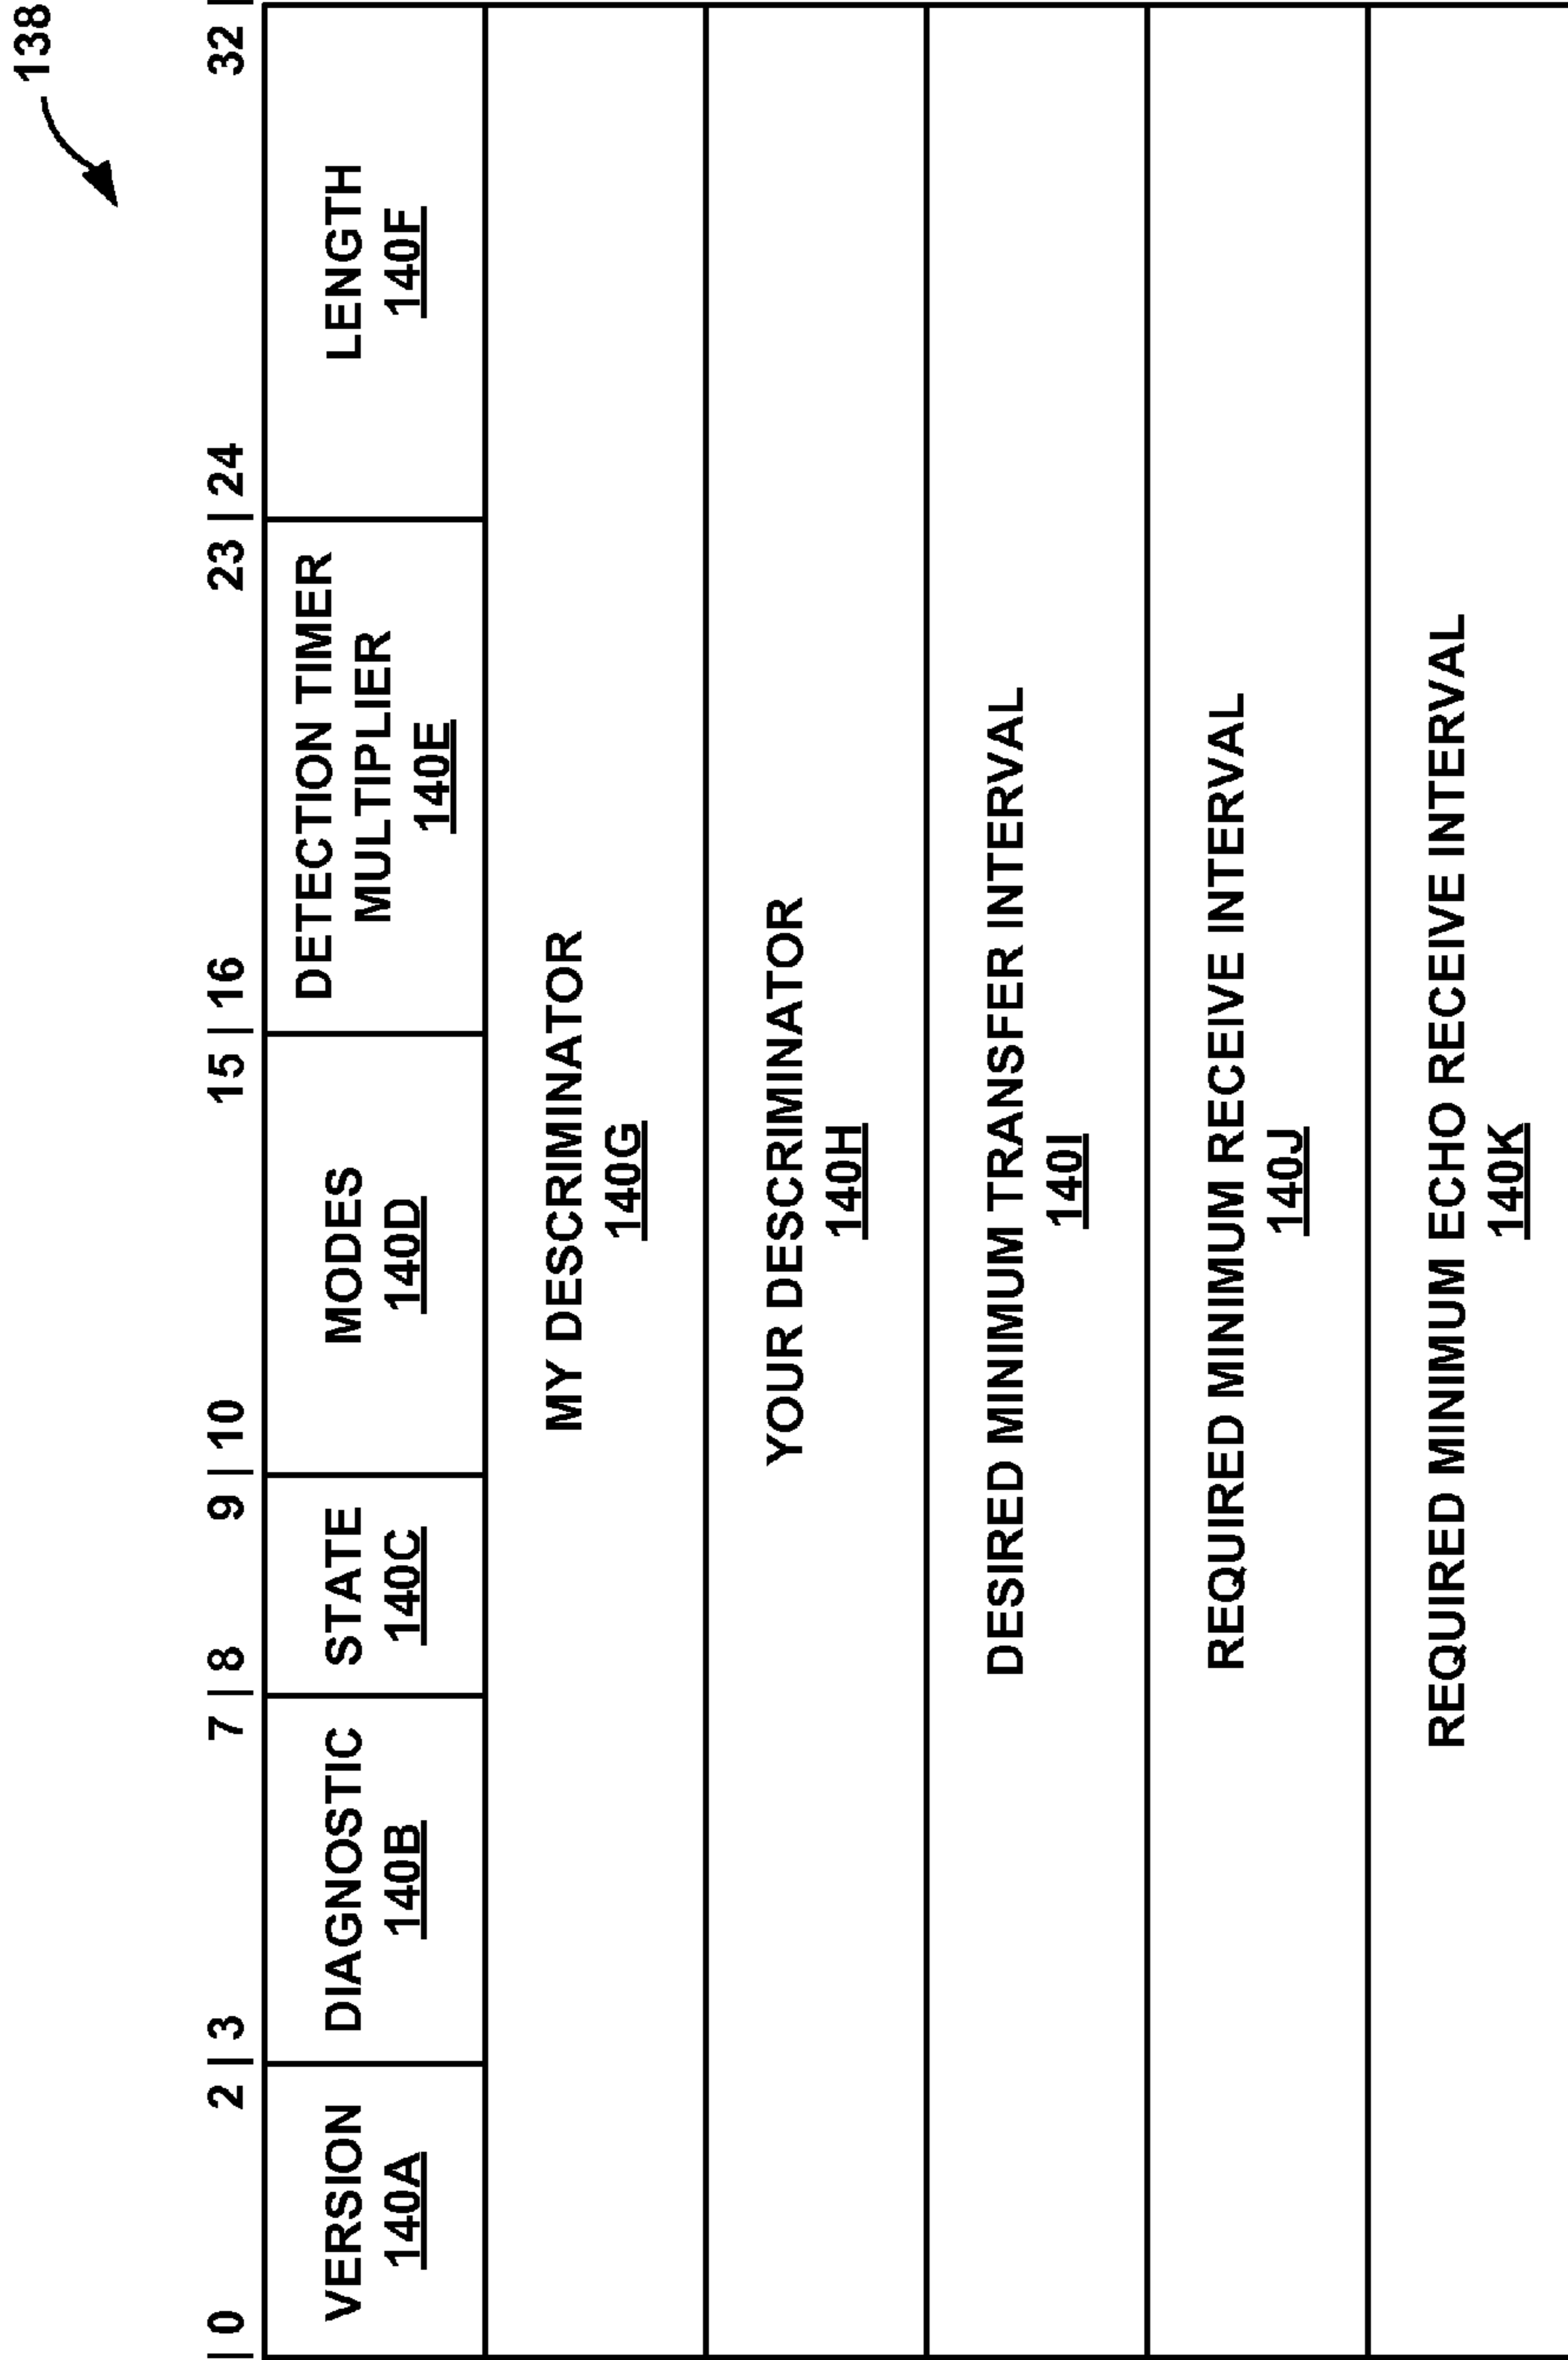 138
0 2 | 3 7 | 8 9 | 10 15 | 16 23 | 24 32
VERSION
140A
DIAGNOSTIC
140B
STATE
140C
MODES
140D
DETECTION TIMER
MULTIPLIER
140E
LENGTH
140F
MY DESCRIMINATOR
140G
YOUR DESCRIMINATOR
140H
DESIRED MINIMUM TRANSFER INTERVAL
140I
REQUIRED MINIMUM RECEIVE INTERVAL
140J
REQUIRED MINIMUM ECHO RECEIVE INTERVAL
140K